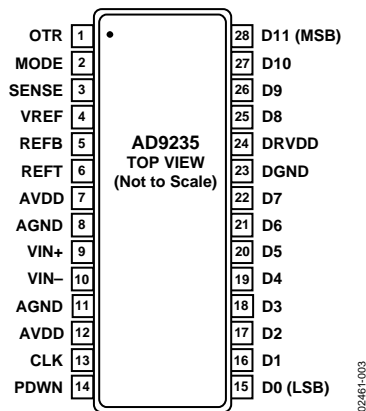 OTR 1 28 D11 (MSB)
MODE 2 27 D10
SENSE 3 26 D9
VREF 4 25 D8
REFB 5 AD9235 24 DRVDD
TOP VIEW
REFT 6 (Not to Scale) 23 DGND
AVDD 7 22 D7
AGND 8 21 D6
VIN+ 9 20 D5
VIN– 10 19 D4
AGND 11 18 D3
AVDD 12 17 D2
CLK 13 16 D1
PDWN 14 15 D0 (LSB)
02461-003